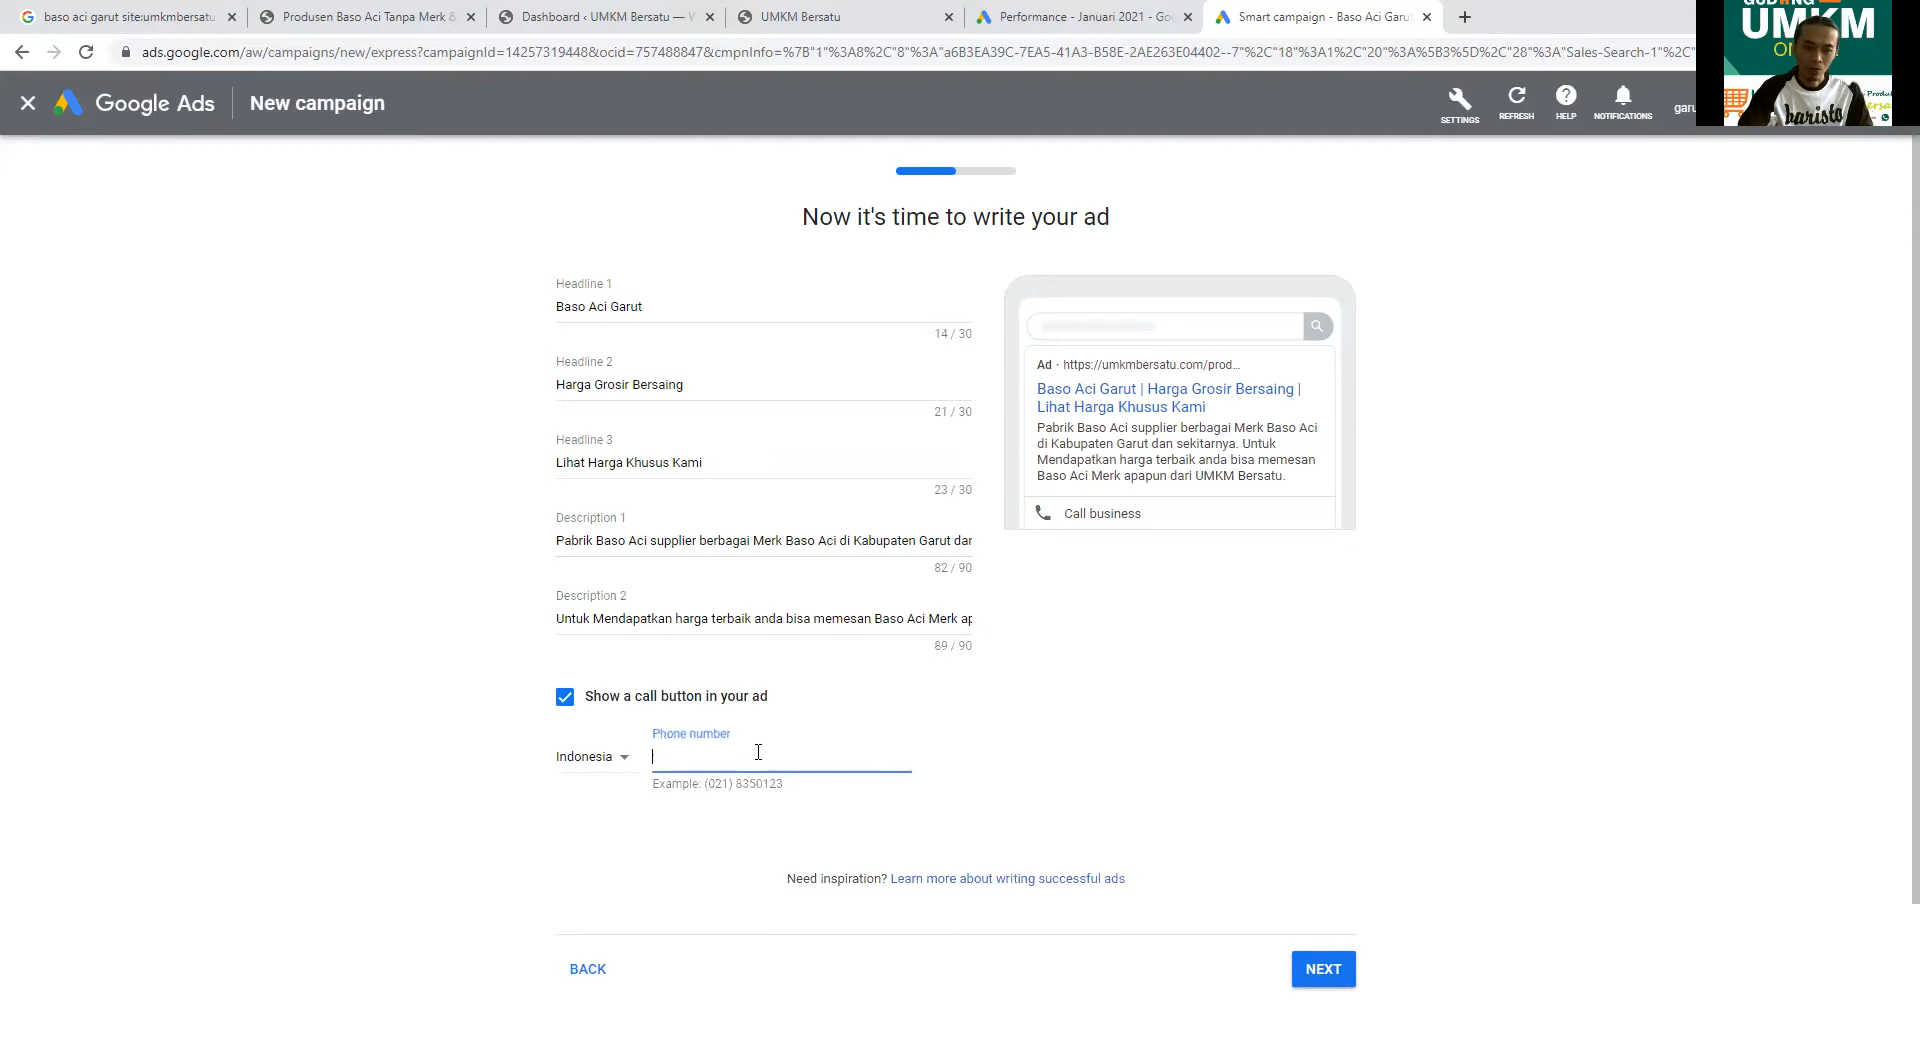 baso aci garut site:umkmbersatu
Produsen Baso Aci Tanpa Merk &
Dashboard ‹ UMKM Bersatu — W
UMKM Bersatu
Performance - Januari 2021 - Go
Smart campaign - Baso Aci Garu
ads.google.com/aw/campaigns/new/express?campaignId=14257319448&ocid=757488847&cmpnInfo=%7B"1"%3A8%2C"8"%3A"a6B3EA39C-7EA5-41A3-B58E-2AE263E04402--7"%2C"18"%3A1%2C"20"%3A%5B3%5D%2C"28"%3A"Sales-Search-1"%2C"
UMKM
baristo
Google Ads
New campaign
SETTINGS
REFRESH
HELP
NOTIFICATIONS
garu
Now it's time to write your ad
Headline 1
Baso Aci Garut
14 / 30
Headline 2
Harga Grosir Bersaing
21 / 30
Headline 3
Lihat Harga Khusus Kami
23 / 30
Description 1
Pabrik Baso Aci supplier berbagai Merk Baso Aci di Kabupaten Garut dan
82 / 90
Description 2
Untuk Mendapatkan harga terbaik anda bisa memesan Baso Aci Merk ap
89 / 90
Show a call button in your ad
Phone number
Indonesia
Example: (021) 8350123
Ad · https://umkmbersatu.com/prod...
Baso Aci Garut | Harga Grosir Bersaing |
Lihat Harga Khusus Kami
Pabrik Baso Aci supplier berbagai Merk Baso Aci
di Kabupaten Garut dan sekitarnya. Untuk
Mendapatkan harga terbaik anda bisa memesan
Baso Aci Merk apapun dari UMKM Bersatu.
Call business
Need inspiration? Learn more about writing successful ads
BACK
NEXT